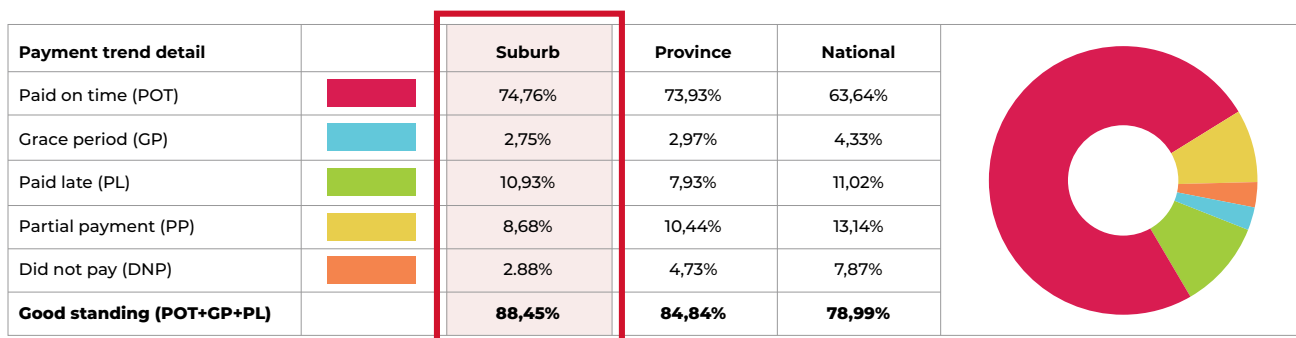 Payment trend detail Suburb Province National
Paid on time (POT) 74,76% 73,93% 63,64%
Grace period (GP) 2,75% 2,97% 4,33%
Paid late (PL) 10,93% 7,93% 11,02%
Partial payment (PP) 8,68% 10,44% 13,14%
Did not pay (DNP) 2.88% 4,73% 7,87%
Good standing (POT+GP+PL) 88,45% 84,84% 78,99%